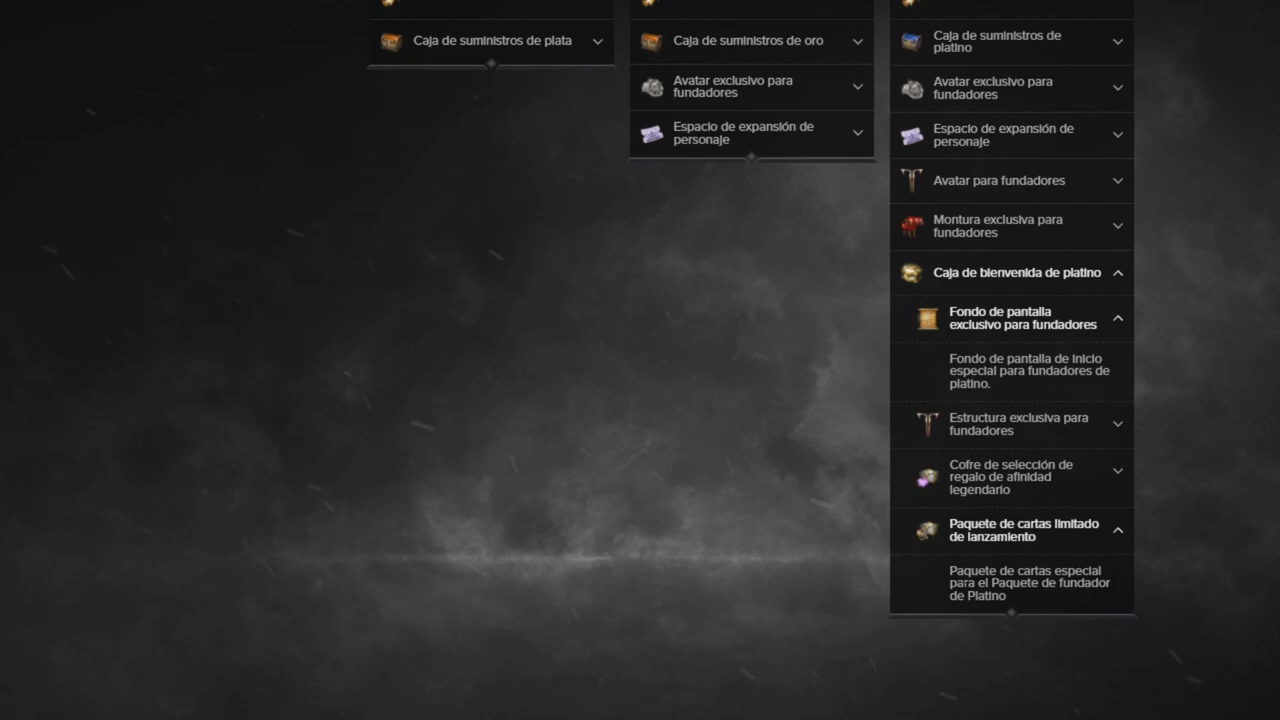 Caja de suministros de plata
Caja de suministros de oro
Avatar exclusivo para
fundadores
Espacio de expansión de
personaje
Caja de suministros de
platino
Avatar exclusivo para
fundadores
Espacio de expansión de
personaje
Avatar para fundadores
Montura exclusiva para
fundadores
Caja de bienvenida de platino
Fondo de pantalla
exclusivo para fundadores
Fondo de pantalla de inicio
especial para fundadores de
platino.
Estructura exclusiva para
fundadores
Cofre de selección de
regalo de afinidad
legendario
Paquete de cartas limitado
de lanzamiento
Paquete de cartas especial
para el Paquete de fundador
de Platino